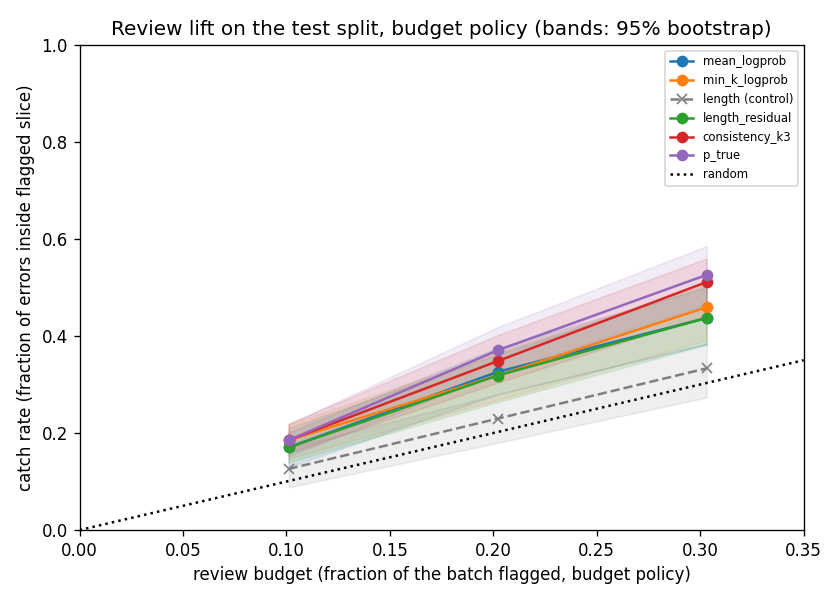 Review lift on the test split, budget policy (bands: 95% bootstrap)
catch rate (fraction of errors inside flagged slice)
1.0
0.8
0.6
0.4
0.2
0.0
mean_logprob
min_k_logprob
length (control)
length_residual
consistency_k3
p_true
random
0.00 0.05 0.10 0.15 0.20 0.25 0.30 0.35
review budget (fraction of the batch flagged, budget policy)